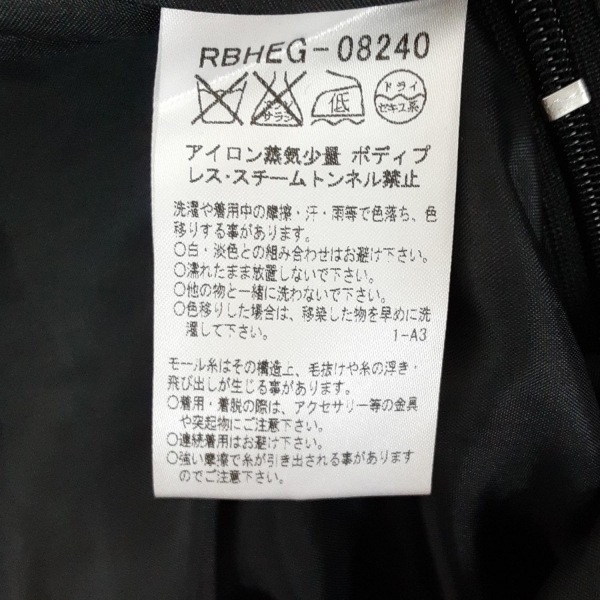 RBHEG-08240
エンソ
サラシ
低
ドライ
セキユ系
アイロン蒸気少量 ボディプ
レス・スチームトンネル禁止
洗濯や着用中の摩擦・汗・雨等で色落ち、色
移りする事があります。
○白・淡色との組み合わせはお避け下さい。
○濡れたまま放置しないで下さい。
○他の物と一緒に洗わないで下さい。
○色移りした場合は、移染した物を早めに洗
濯して下さい。 1-A3
モール糸はその構造上、毛抜けや糸の浮き・
飛び出しが生じる事があります。
○着用・着脱の際は、アクセサリー等の金具
や突起物にご注意下さい。
○連続着用はお避け下さい。
○強い摩擦で糸が引き出される事があります
のでご注意下さい。